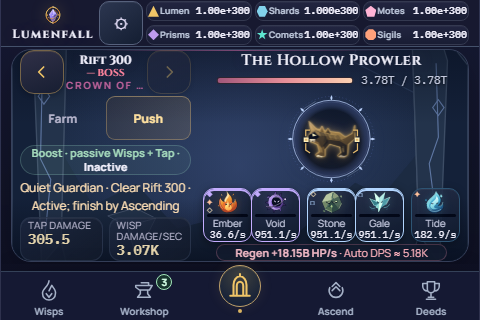 LUMENFALL
Lumen 1.00e+300
Shards 1.000e300
Motes 1.00e+300
Prisms 1.00e+300
Comets 1.00e+300
Sigils 1.00e+300
RIFT 300
— BOSS
CROWN OF …
Farm
Push
Boost · passive Wisps + Tap ·
Inactive
Quiet Guardian · Clear Rift 300 ·
Active; finish by Ascending
TAP DAMAGE
305.5
WISP
DAMAGE/SEC
3.07K
THE HOLLOW PROWLER
3.78T / 3.78T
Ember
36.6/s
Void
951.1/s
Stone
951.1/s
Gale
951.1/s
Tide
182.9/s
Regen +18.15B HP/s · Auto DPS ≈ 5.18K
Wisps
Workshop
3
Ascend
Deeds